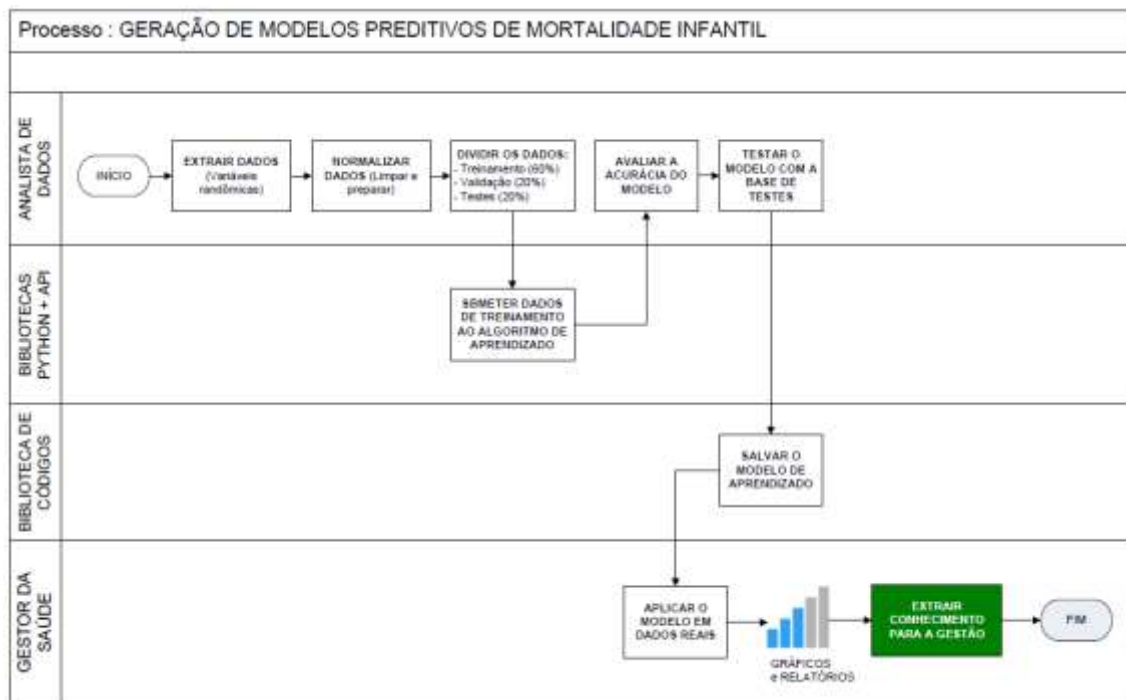 Processo : GERAÇÃO DE MODELOS PREDITIVOS DE MORTALIDADE INFANTIL
ANALISTA DE
DADOS
INÍCIO
EXTRAIR DADOS
(Variáveis
randômicas)
NORMALIZAR
DADOS (Limpar e
preparar)
DIVIDIR OS DADOS:
- Treinamento (60%)
- Validação (20%)
- Testes (20%)
AVALIAR A
ACURÁCIA DO
MODELO
TESTAR O
MODELO COM A
BASE DE
TESTES
BIBLIOTECAS
PYTHON + API
SBMETER DADOS
DE TREINAMENTO
AO ALGORITMO DE
APRENDIZADO
BIBLIOTECA DE
CÓDIGOS
SALVAR O
MODELO DE
APRENDIZADO
GESTOR DA
SAÚDE
APLICAR O
MODELO EM
DADOS REAIS
GRÁFICOS
e RELATÓRIOS
EXTRAIR
CONHECIMENTO
PARA A GESTÃO
FIM